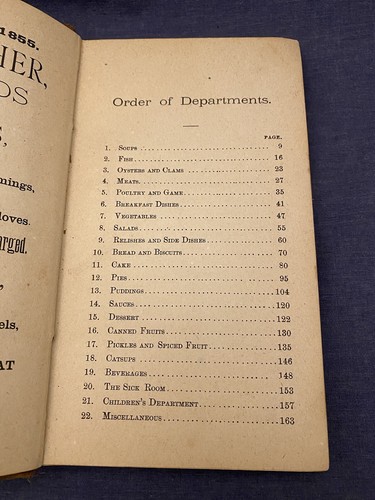 1855.
HER,
DS
S,
nings,
loves.
arged.
els,
AT
Order of Departments.
PAGE.
1. Soups 9
2. Fish 16
3. Oysters and Clams 23
4. Meats, 27
5. Poultry and Game 35
6. Breakfast Dishes 41
7. Vegetables 47
8. Salads 55
9. Relishes and Side Dishes 60
10. Bread and Biscuits 70
11. Cake 80
12. Pies 95
13. Puddings 104
14. Sauces 120
15. Dessert 122
16. Canned Fruits 130
17. Pickles and Spiced Fruit 135
18. Catsups 146
19. Beverages 148
20. The Sick Room 153
21. Children's Department 157
22. Miscellaneous 163